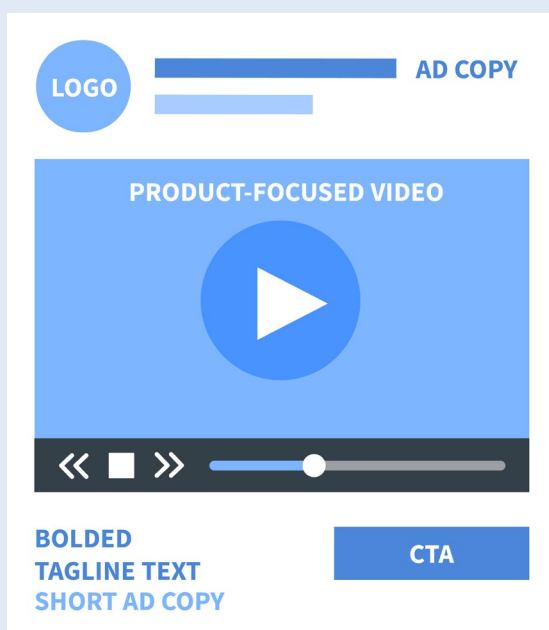 LOGO
AD COPY
PRODUCT-FOCUSED VIDEO
BOLDED
TAGLINE TEXT
SHORT AD COPY
CTA